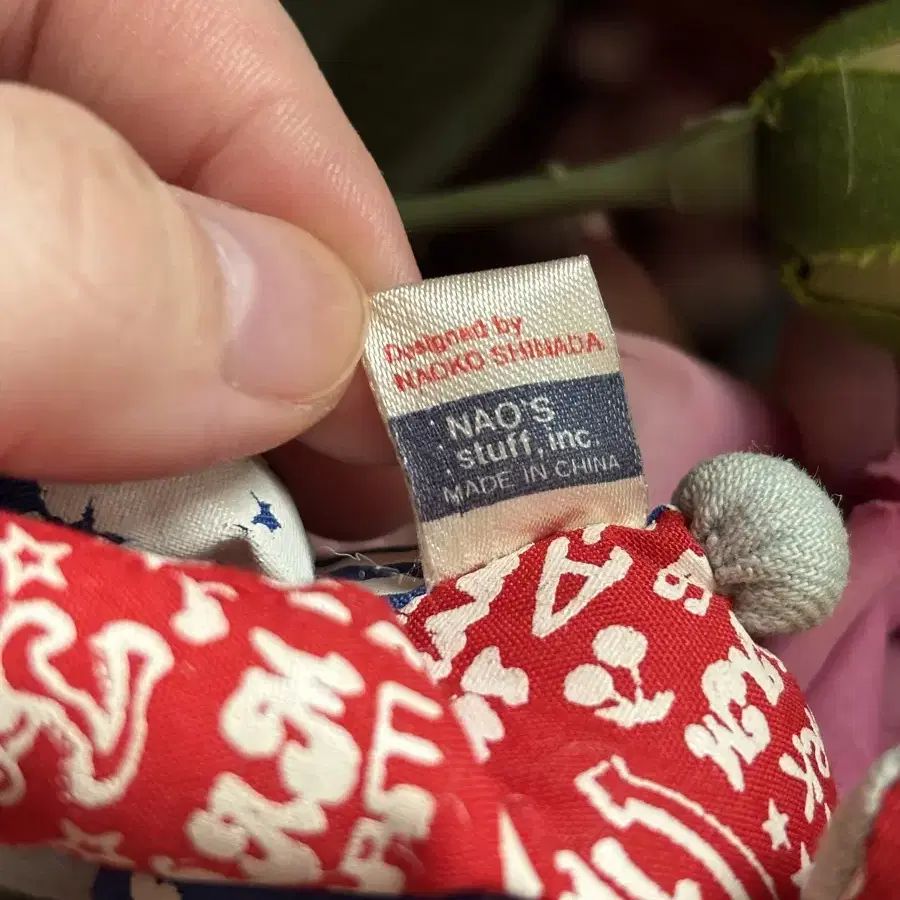 Designed by
NAOKO SHINADA
NAO'S
stuff, inc.
MADE IN CHINA